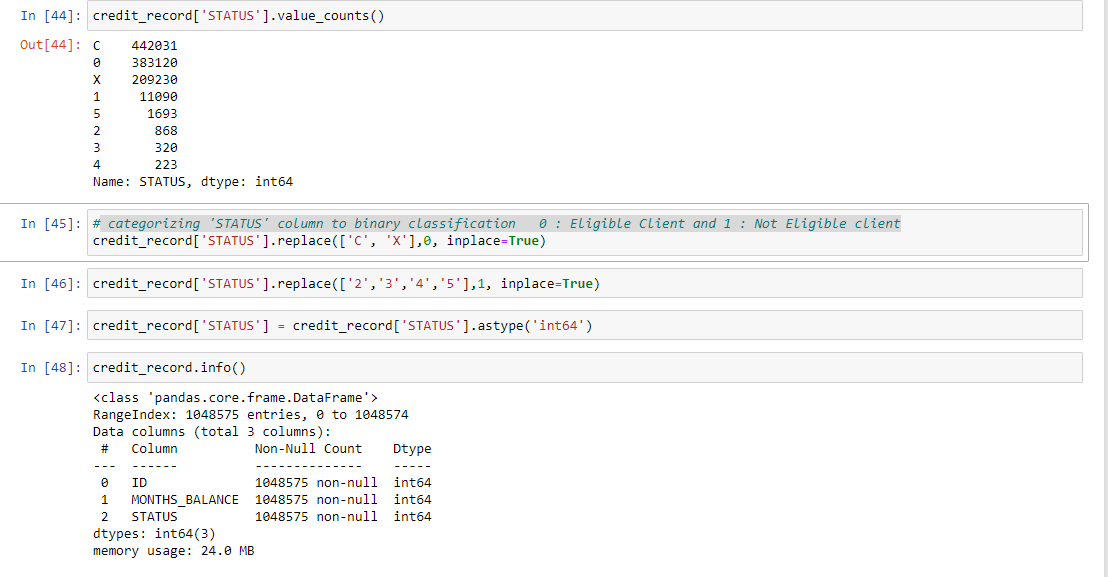 In [44]: credit_record['STATUS'].value_counts()
Out[44]: C    442031
0    383120
X    209230
1     11090
5      1693
2       868
3       320
4       223
Name: STATUS, dtype: int64
In [45]: # categorizing 'STATUS' column to binary classification   0 : Eligible Client and 1 : Not Eligible client
credit_record['STATUS'].replace(['C', 'X'],0, inplace=True)
In [46]: credit_record['STATUS'].replace(['2','3','4','5'],1, inplace=True)
In [47]: credit_record['STATUS'] = credit_record['STATUS'].astype('int64')
In [48]: credit_record.info()
<class 'pandas.core.frame.DataFrame'>
RangeIndex: 1048575 entries, 0 to 1048574
Data columns (total 3 columns):
 #   Column          Non-Null Count    Dtype
---  ------          --------------    -----
 0   ID              1048575 non-null  int64
 1   MONTHS_BALANCE  1048575 non-null  int64
 2   STATUS          1048575 non-null  int64
dtypes: int64(3)
memory usage: 24.0 MB